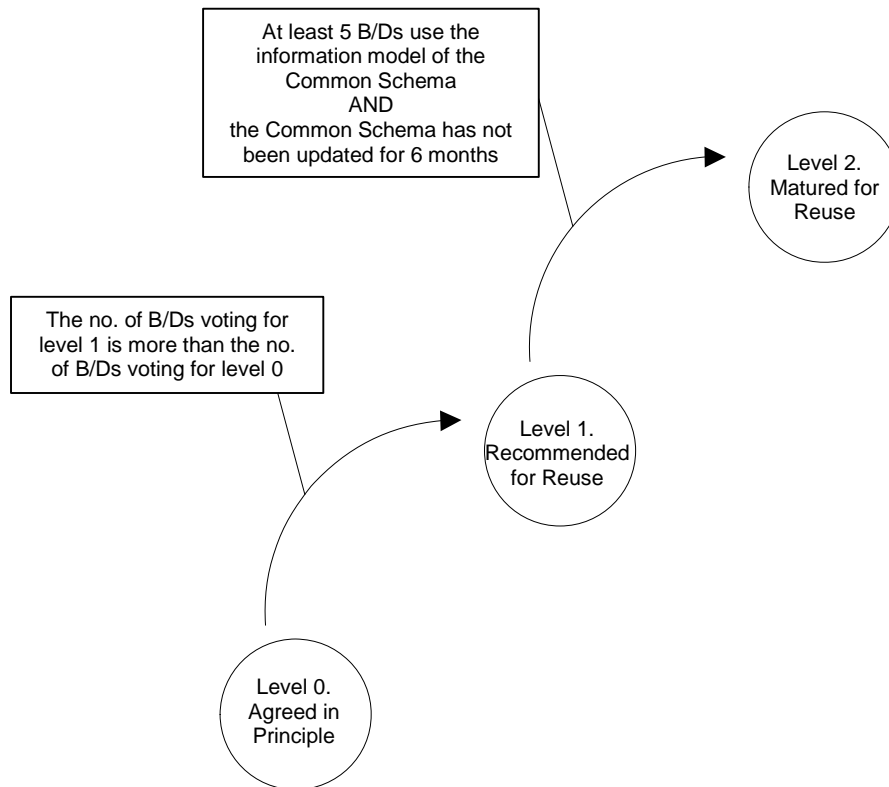 At least 5 B/Ds use the
information model of the
Common Schema
AND
the Common Schema has not
been updated for 6 months
Level 2.
Matured for
Reuse
The no. of B/Ds voting for
level 1 is more than the no.
of B/Ds voting for level 0
Level 1.
Recommended
for Reuse
Level 0.
Agreed in
Principle